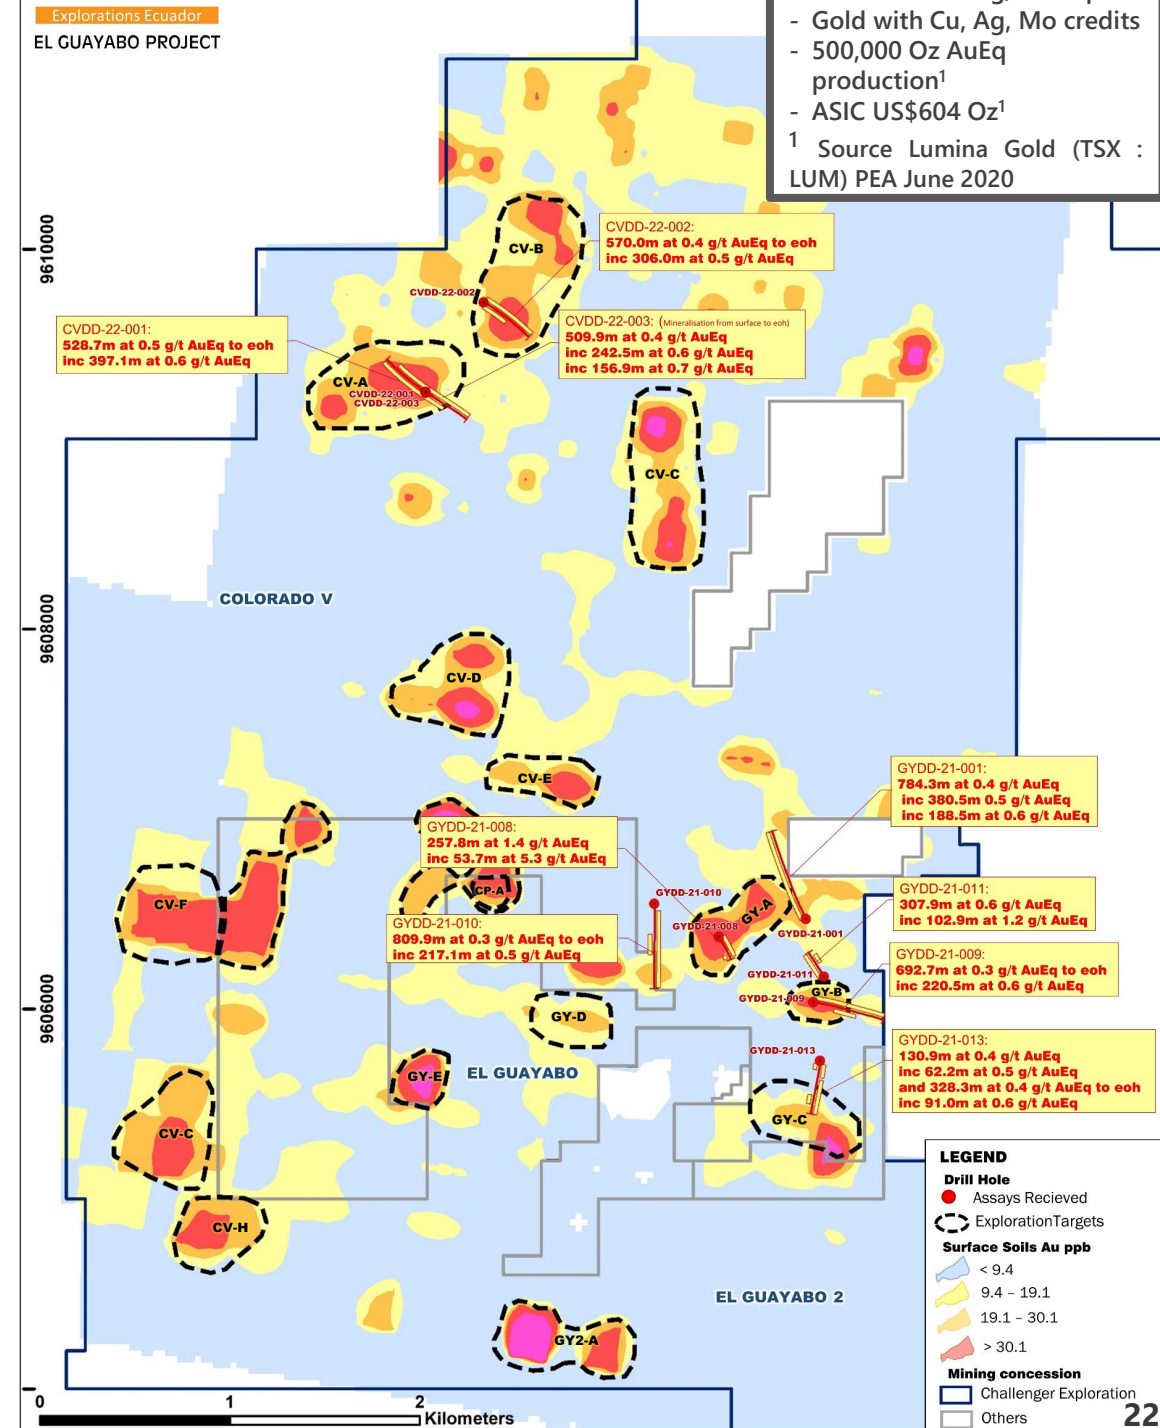 Explorations Ecuador
EL GUAYABO PROJECT
- Gold with Cu, Ag, Mo credits
- 500,000 Oz AuEq
production¹
- ASIC US$604 Oz¹
¹ Source Lumina Gold (TSX :
LUM) PEA June 2020
9610000
9608000
9606000
CV-B
CVDD-22-002:
570.0m at 0.4 g/t AuEq to eoh
inc 306.0m at 0.5 g/t AuEq
CVDD-22-002
CVDD-22-001:
528.7m at 0.5 g/t AuEq to eoh
inc 397.1m at 0.6 g/t AuEq
CVDD-22-003: (Mineralisation from surface to eoh)
509.9m at 0.4 g/t AuEq
inc 242.5m at 0.6 g/t AuEq
inc 156.9m at 0.7 g/t AuEq
CV-A
CVDD-22-001
CVDD-22-003
CV-C
COLORADO V
CV-D
CV-E
GYDD-21-001:
784.3m at 0.4 g/t AuEq
inc 380.5m 0.5 g/t AuEq
inc 188.5m at 0.6 g/t AuEq
GYDD-21-008:
257.8m at 1.4 g/t AuEq
inc 53.7m at 5.3 g/t AuEq
CP-A
GYDD-21-010
GY-A
GYDD-21-011:
307.9m at 0.6 g/t AuEq
inc 102.9m at 1.2 g/t AuEq
CV-F
GYDD-21-010:
809.9m at 0.3 g/t AuEq to eoh
inc 217.1m at 0.5 g/t AuEq
GYDD-21-008
GYDD-21-001
GYDD-21-009:
692.7m at 0.3 g/t AuEq to eoh
inc 220.5m at 0.6 g/t AuEq
GYDD-21-011
GY-B
GYDD-21-009
GY-D
GYDD-21-013:
130.9m at 0.4 g/t AuEq
inc 62.2m at 0.5 g/t AuEq
and 328.3m at 0.4 g/t AuEq to eoh
inc 91.0m at 0.6 g/t AuEq
GYDD-21-013
GY-E
EL GUAYABO
GY-C
CV-C
CV-H
EL GUAYABO 2
GY2-A
LEGEND
Drill Hole
Assays Recieved
ExplorationTargets
Surface Soils Au ppb
< 9.4
9.4 – 19.1
19.1 – 30.1
> 30.1
Mining concession
Challenger Exploration
Others
0
1
2
Kilometers
22